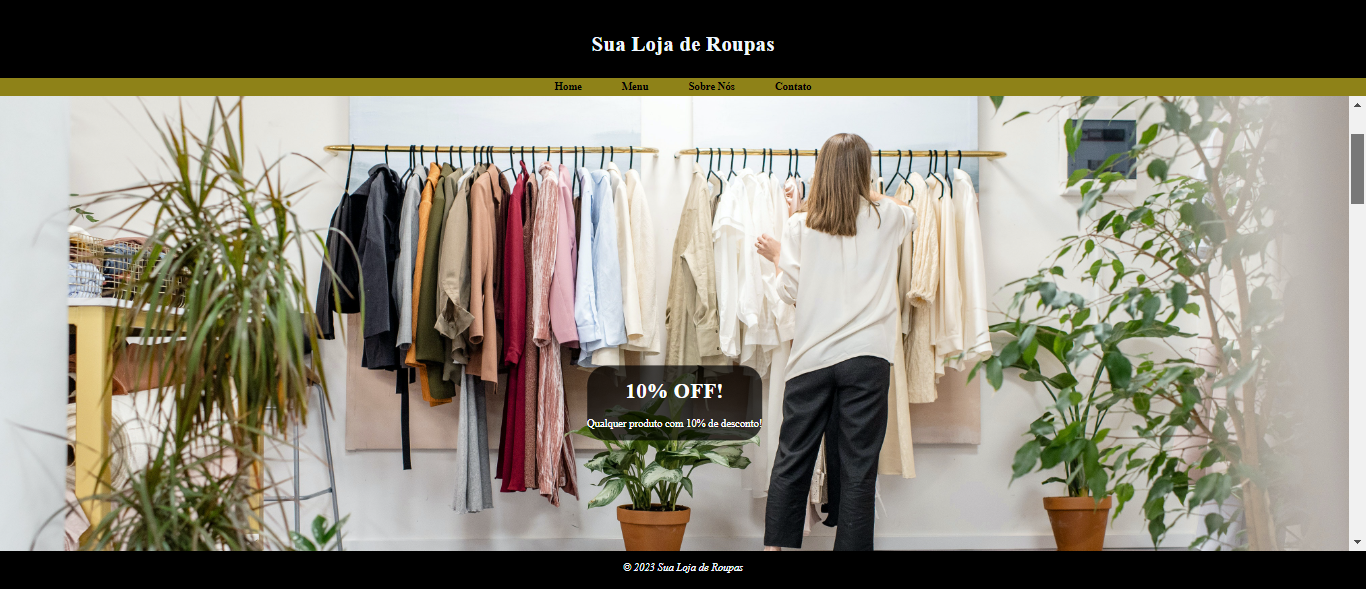 Sua Loja de Roupas
Home Menu Sobre Nós Contato
10% OFF!
Qualquer produto com 10% de desconto!
© 2023 Sua Loja de Roupas